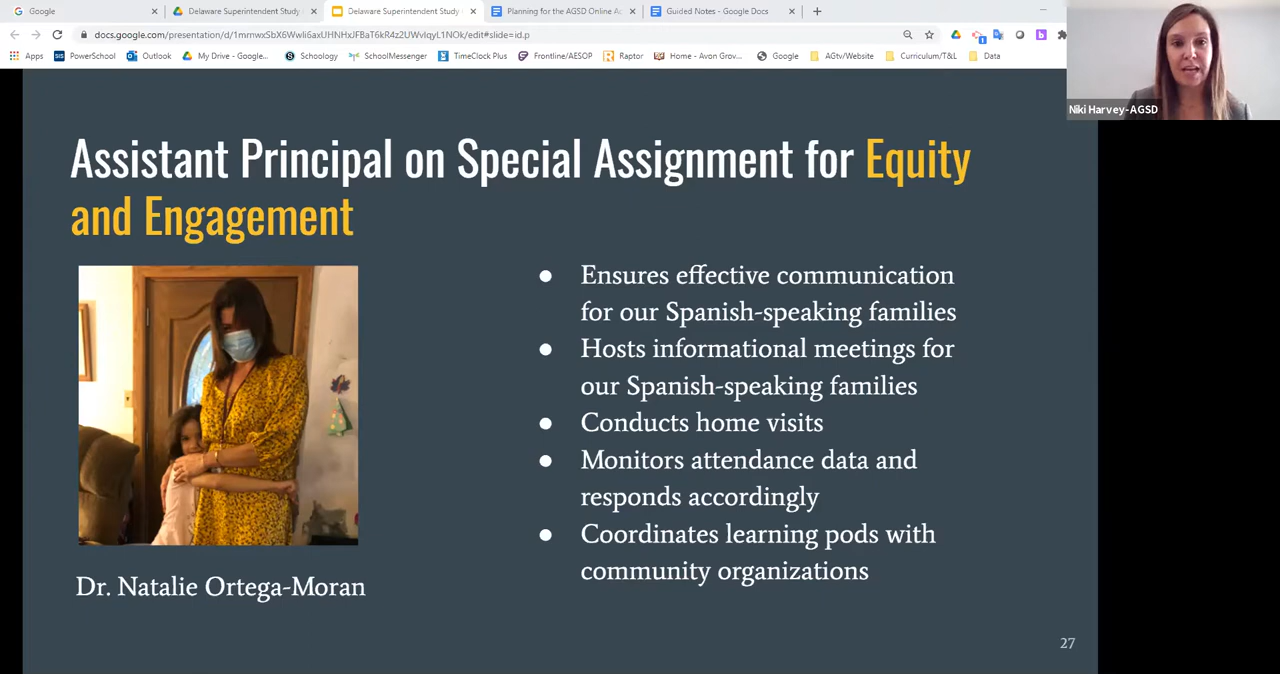 Google
Delaware Superintendent Study
Delaware Superintendent Study
Planning for the AGSD Online Ac
Guided Notes - Google Docs
Apps
SIS
PowerSchool
Outlook
My Drive - Google...
Schoology
SchoolMessenger
TimeClock Plus
Frontline/AESOP
Raptor
Home - Avon Grov...
Google
AGtv/Website
Curriculum/T&L
Data
Niki Harvey-AGSD
Assistant Principal on Special Assignment for Equity
and Engagement
● Ensures effective communication
for our Spanish-speaking families
● Hosts informational meetings for
our Spanish-speaking families
● Conducts home visits
● Monitors attendance data and
responds accordingly
● Coordinates learning pods with
community organizations
Dr. Natalie Ortega-Moran
27